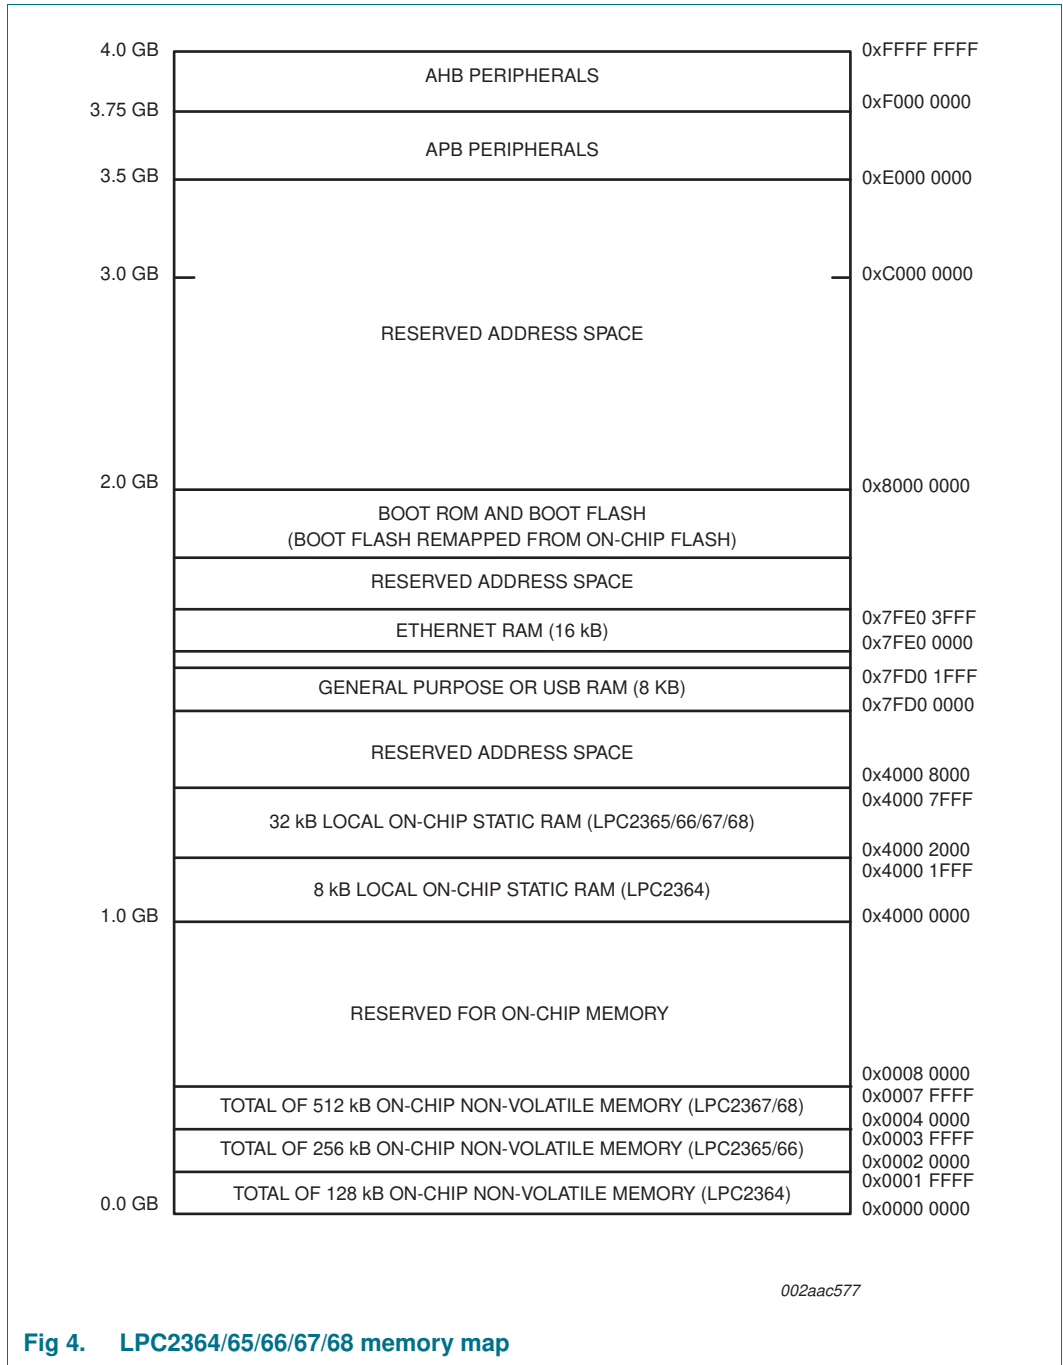 4.0 GB 0xFFFF FFFF
AHB PERIPHERALS
3.75 GB 0xF000 0000
APB PERIPHERALS
3.5 GB 0xE000 0000
3.0 GB 0xC000 0000
RESERVED ADDRESS SPACE
2.0 GB 0x8000 0000
BOOT ROM AND BOOT FLASH
(BOOT FLASH REMAPPED FROM ON-CHIP FLASH)
RESERVED ADDRESS SPACE
0x7FE0 3FFF
ETHERNET RAM (16 kB)
0x7FE0 0000
0x7FD0 1FFF
GENERAL PURPOSE OR USB RAM (8 KB)
0x7FD0 0000
RESERVED ADDRESS SPACE
0x4000 8000
0x4000 7FFF
32 kB LOCAL ON-CHIP STATIC RAM (LPC2365/66/67/68)
0x4000 2000
0x4000 1FFF
8 kB LOCAL ON-CHIP STATIC RAM (LPC2364)
1.0 GB 0x4000 0000
RESERVED FOR ON-CHIP MEMORY
0x0008 0000
0x0007 FFFF
TOTAL OF 512 kB ON-CHIP NON-VOLATILE MEMORY (LPC2367/68)
0x0004 0000
0x0003 FFFF
TOTAL OF 256 kB ON-CHIP NON-VOLATILE MEMORY (LPC2365/66)
0x0002 0000
0x0001 FFFF
TOTAL OF 128 kB ON-CHIP NON-VOLATILE MEMORY (LPC2364)
0.0 GB 0x0000 0000
002aac577
Fig 4. LPC2364/65/66/67/68 memory map